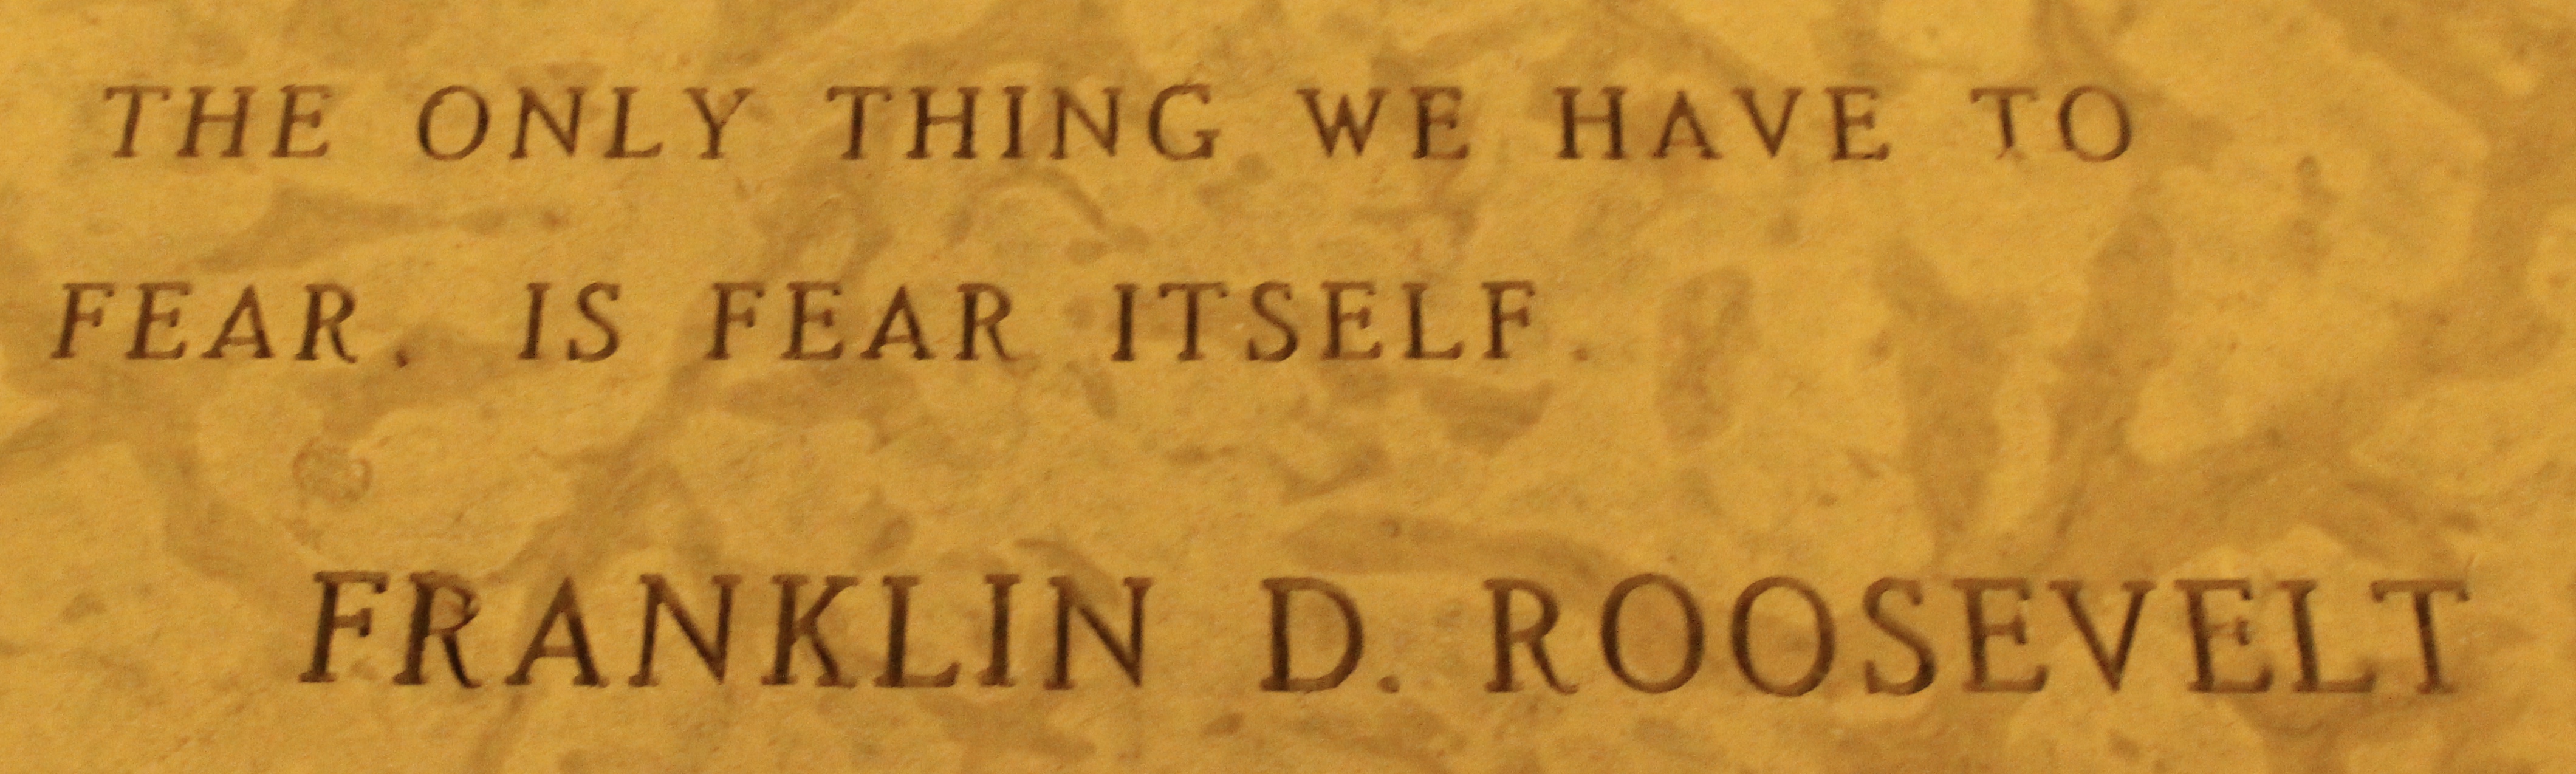 THE ONLY THING WE HAVE TO
FEAR, IS FEAR ITSELF.
FRANKLIN D. ROOSEVELT